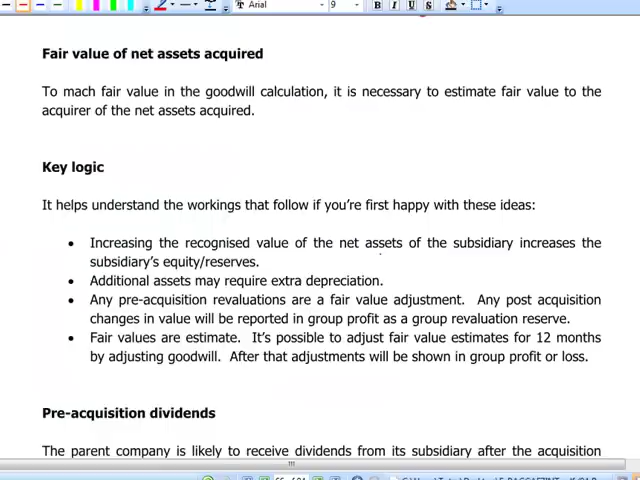 Arial 9 B I U S
Fair value of net assets acquired
To mach fair value in the goodwill calculation, it is necessary to estimate fair value to the
acquirer of the net assets acquired.
Key logic
It helps understand the workings that follow if you're first happy with these ideas:
• Increasing the recognised value of the net assets of the subsidiary increases the
subsidiary's equity/reserves.
• Additional assets may require extra depreciation.
• Any pre-acquisition revaluations are a fair value adjustment. Any post acquisition
changes in value will be reported in group profit as a group revaluation reserve.
• Fair values are estimate. It's possible to adjust fair value estimates for 12 months
by adjusting goodwill. After that adjustments will be shown in group profit or loss.
Pre-acquisition dividends
The parent company is likely to receive dividends from its subsidiary after the acquisition